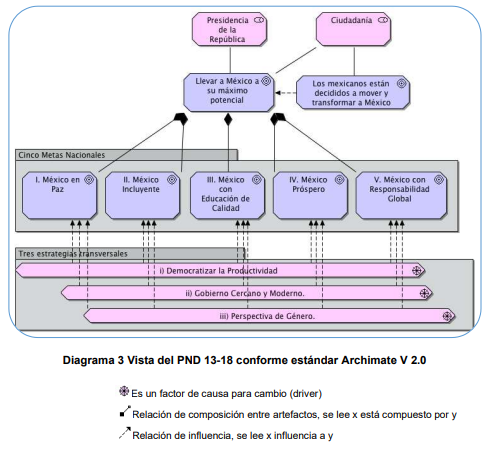 Presidencia
de la
República
Ciudadanía
Llevar a México a
su máximo
potencial
Los mexicanos están
decididos a mover y
transformar a México
Cinco Metas Nacionales
I. México en
Paz
II. México
Incluyente
III. México
con
Educación de
Calidad
IV. México
Próspero
V. México con
Responsabilidad
Global
Tres estrategias transversales
i) Democratizar la Productividad
ii) Gobierno Cercano y Moderno.
iii) Perspectiva de Género.
Diagrama 3 Vista del PND 13-18 conforme estándar Archimate V 2.0
Es un factor de causa para cambio (driver)
Relación de composición entre artefactos, se lee x está compuesto por y
Relación de influencia, se lee x influencia a y